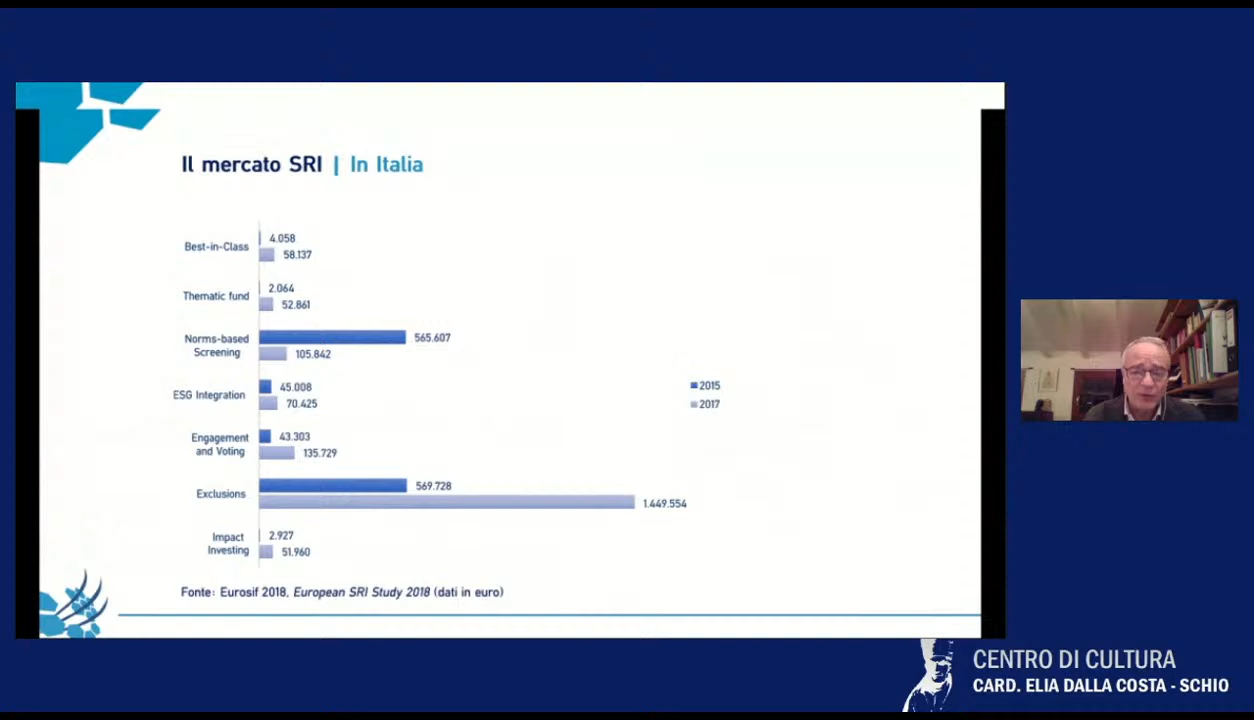 Il mercato SRI | In Italia
Best-in-Class
4.058
58.137
Thematic fund
2.064
52.861
Norms-based
Screening
565.607
105.842
ESG Integration
45.008
70.425
Engagement
and Voting
43.303
135.729
Exclusions
569.728
1.449.554
Impact
Investing
2.927
51.960
2015
2017
Fonte: Eurosif 2018, European SRI Study 2018 (dati in euro)
CENTRO DI CULTURA
CARD. ELIA DALLA COSTA - SCHIO